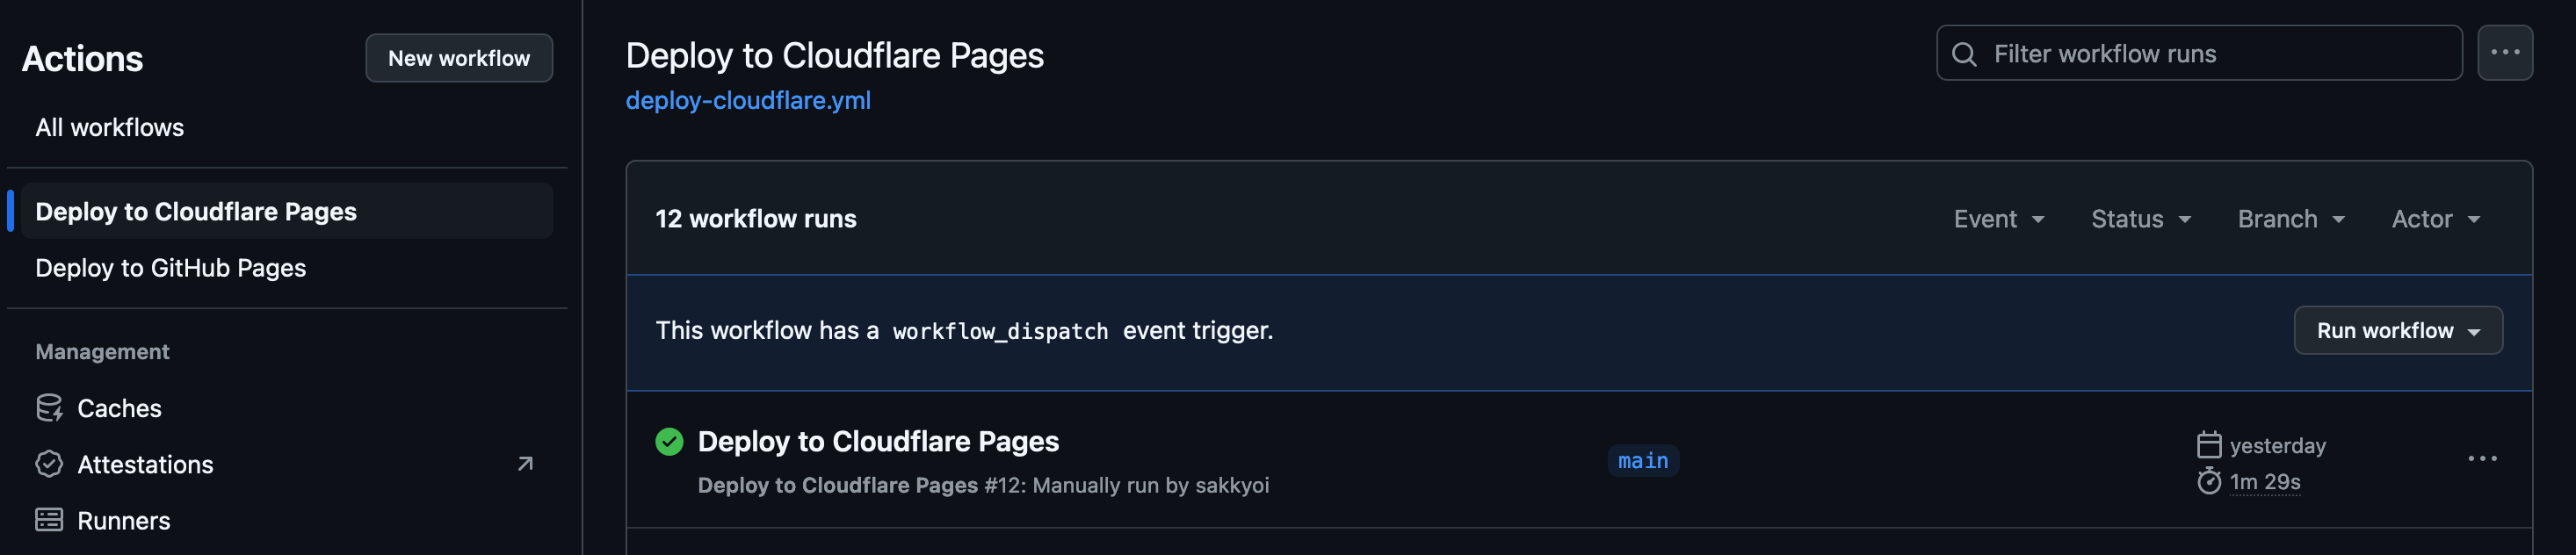 Actions
New workflow
All workflows
Deploy to Cloudflare Pages
Deploy to GitHub Pages
Management
Caches
Attestations
Runners
Deploy to Cloudflare Pages
deploy-cloudflare.yml
Filter workflow runs
12 workflow runs
Event
Status
Branch
Actor
This workflow has a workflow_dispatch event trigger.
Run workflow
Deploy to Cloudflare Pages
Deploy to Cloudflare Pages #12: Manually run by sakkyoi
main
yesterday
1m 29s